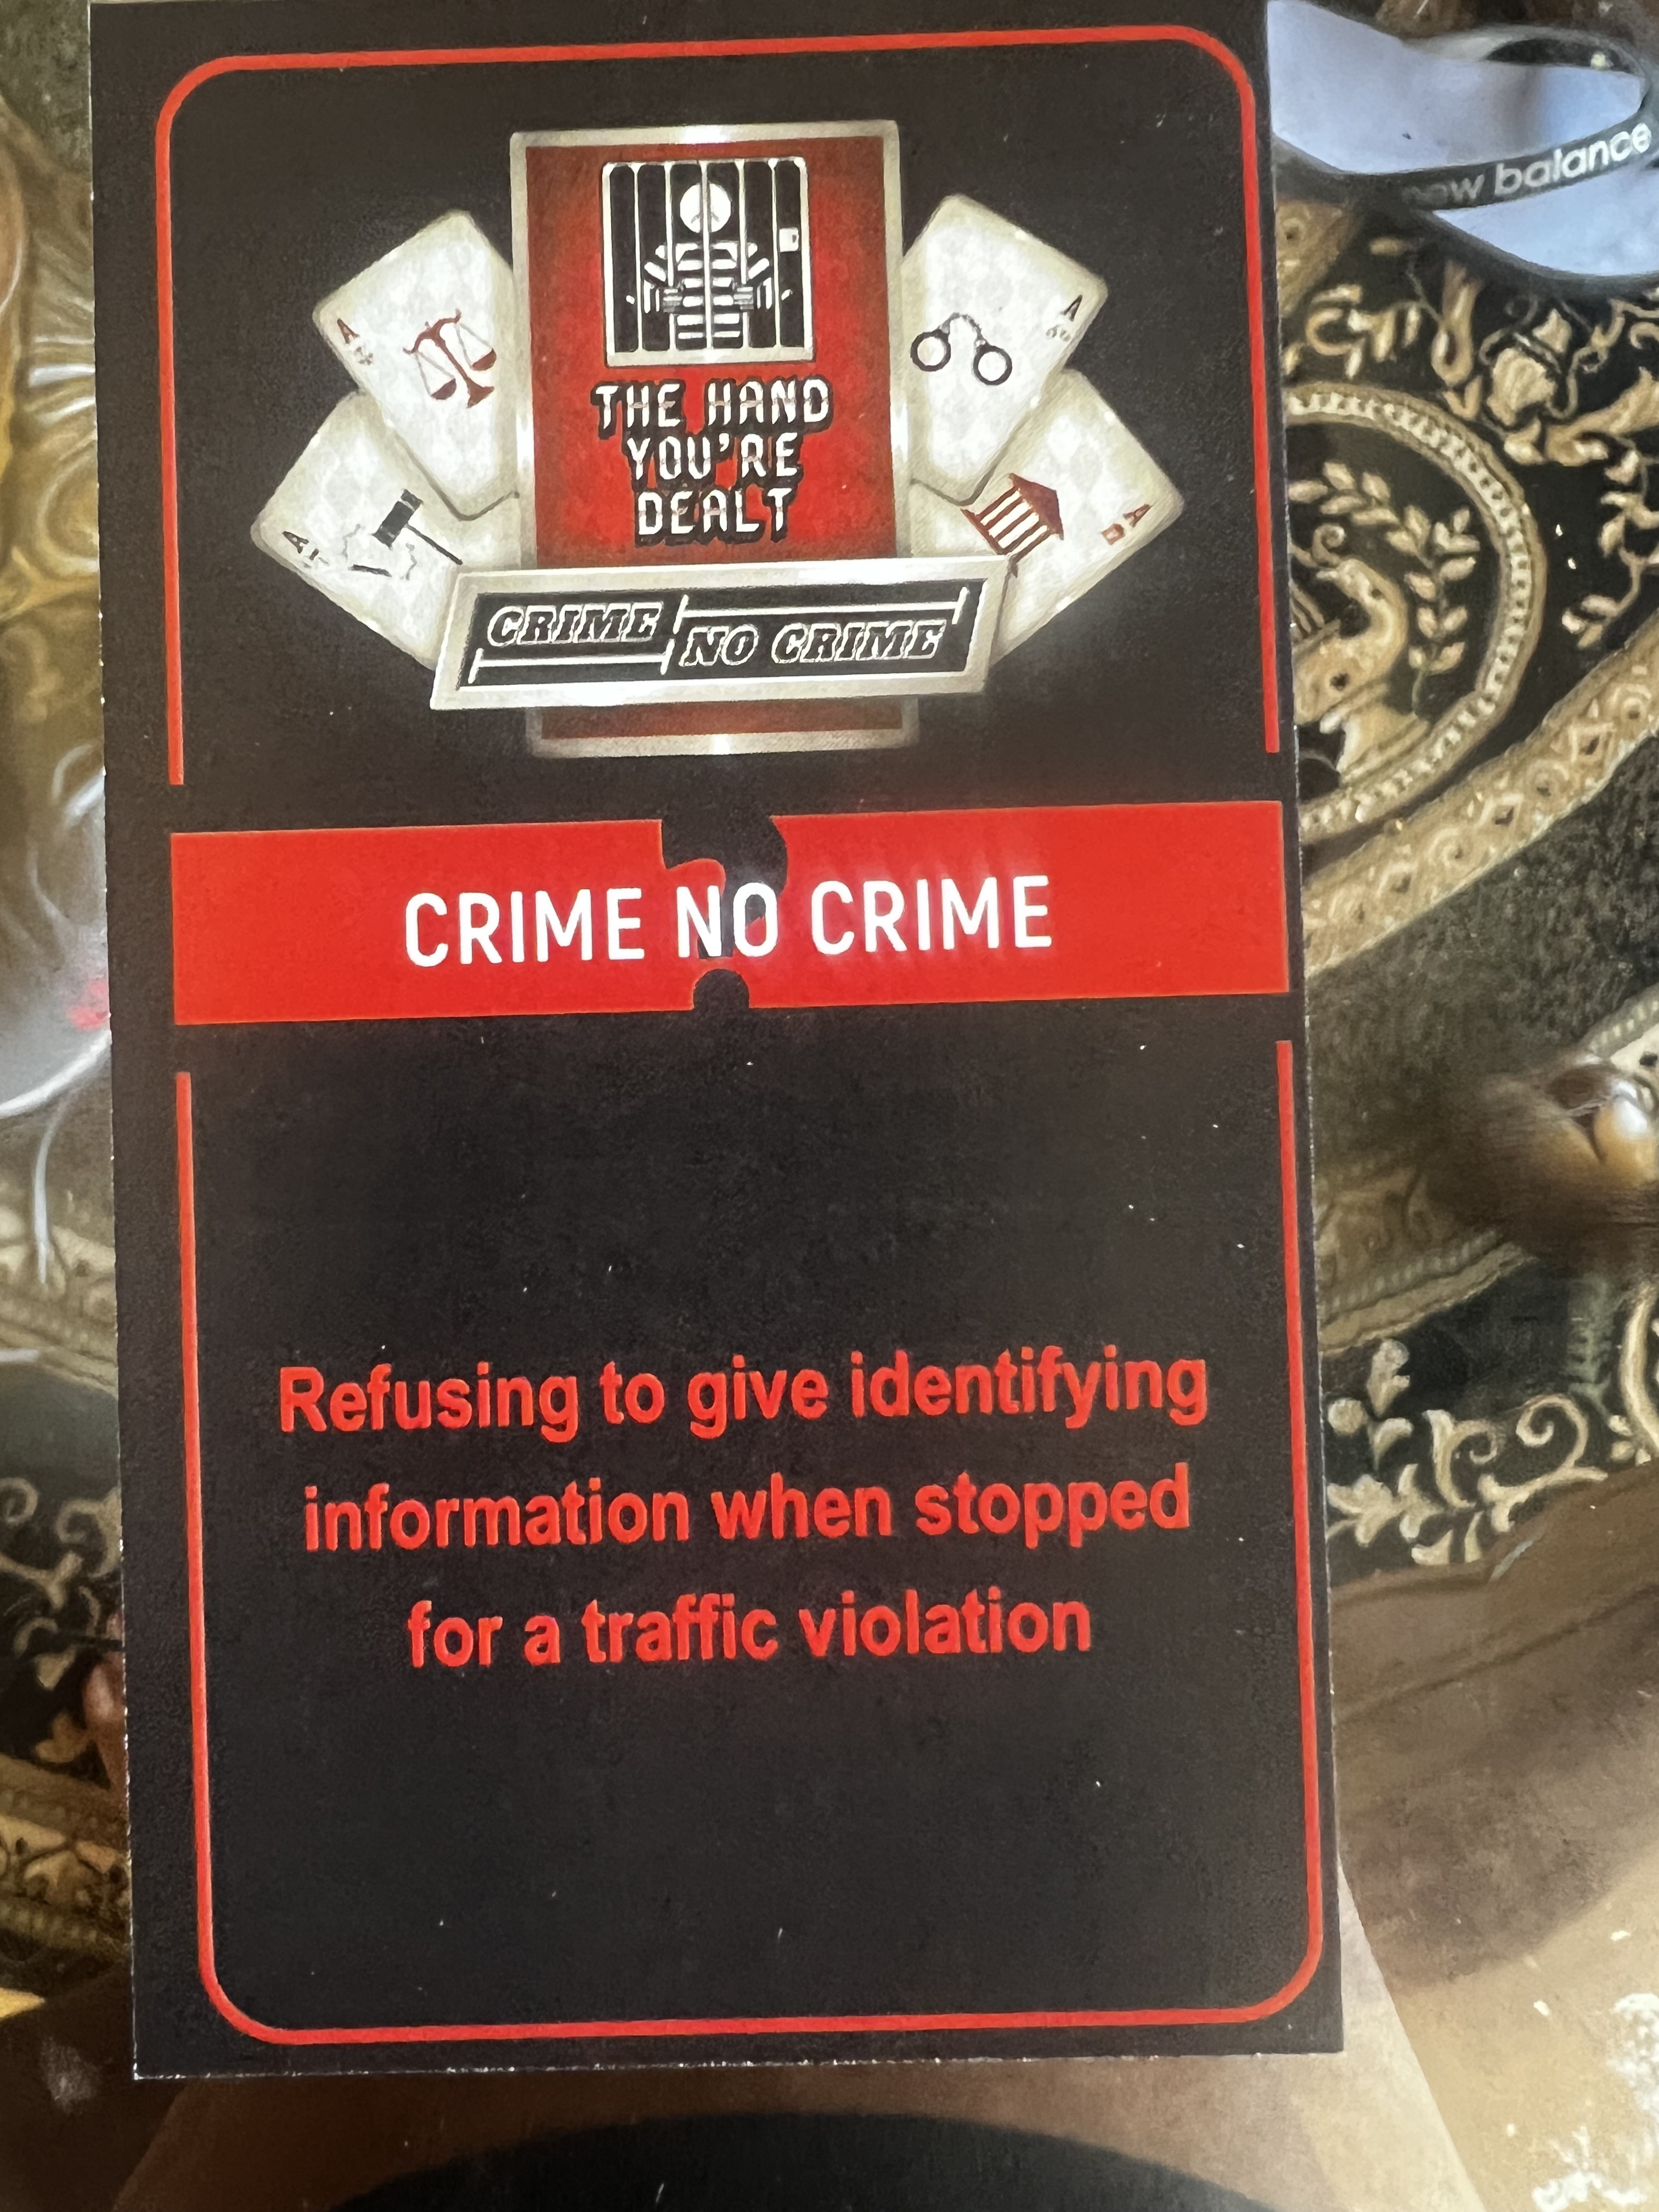 new balance
A
A
THE HAND
YOU'RE
DEALT
A
A
CRIME
NO CRIME
CRIME NO CRIME
Refusing to give identifying
information when stopped
for a traffic violation